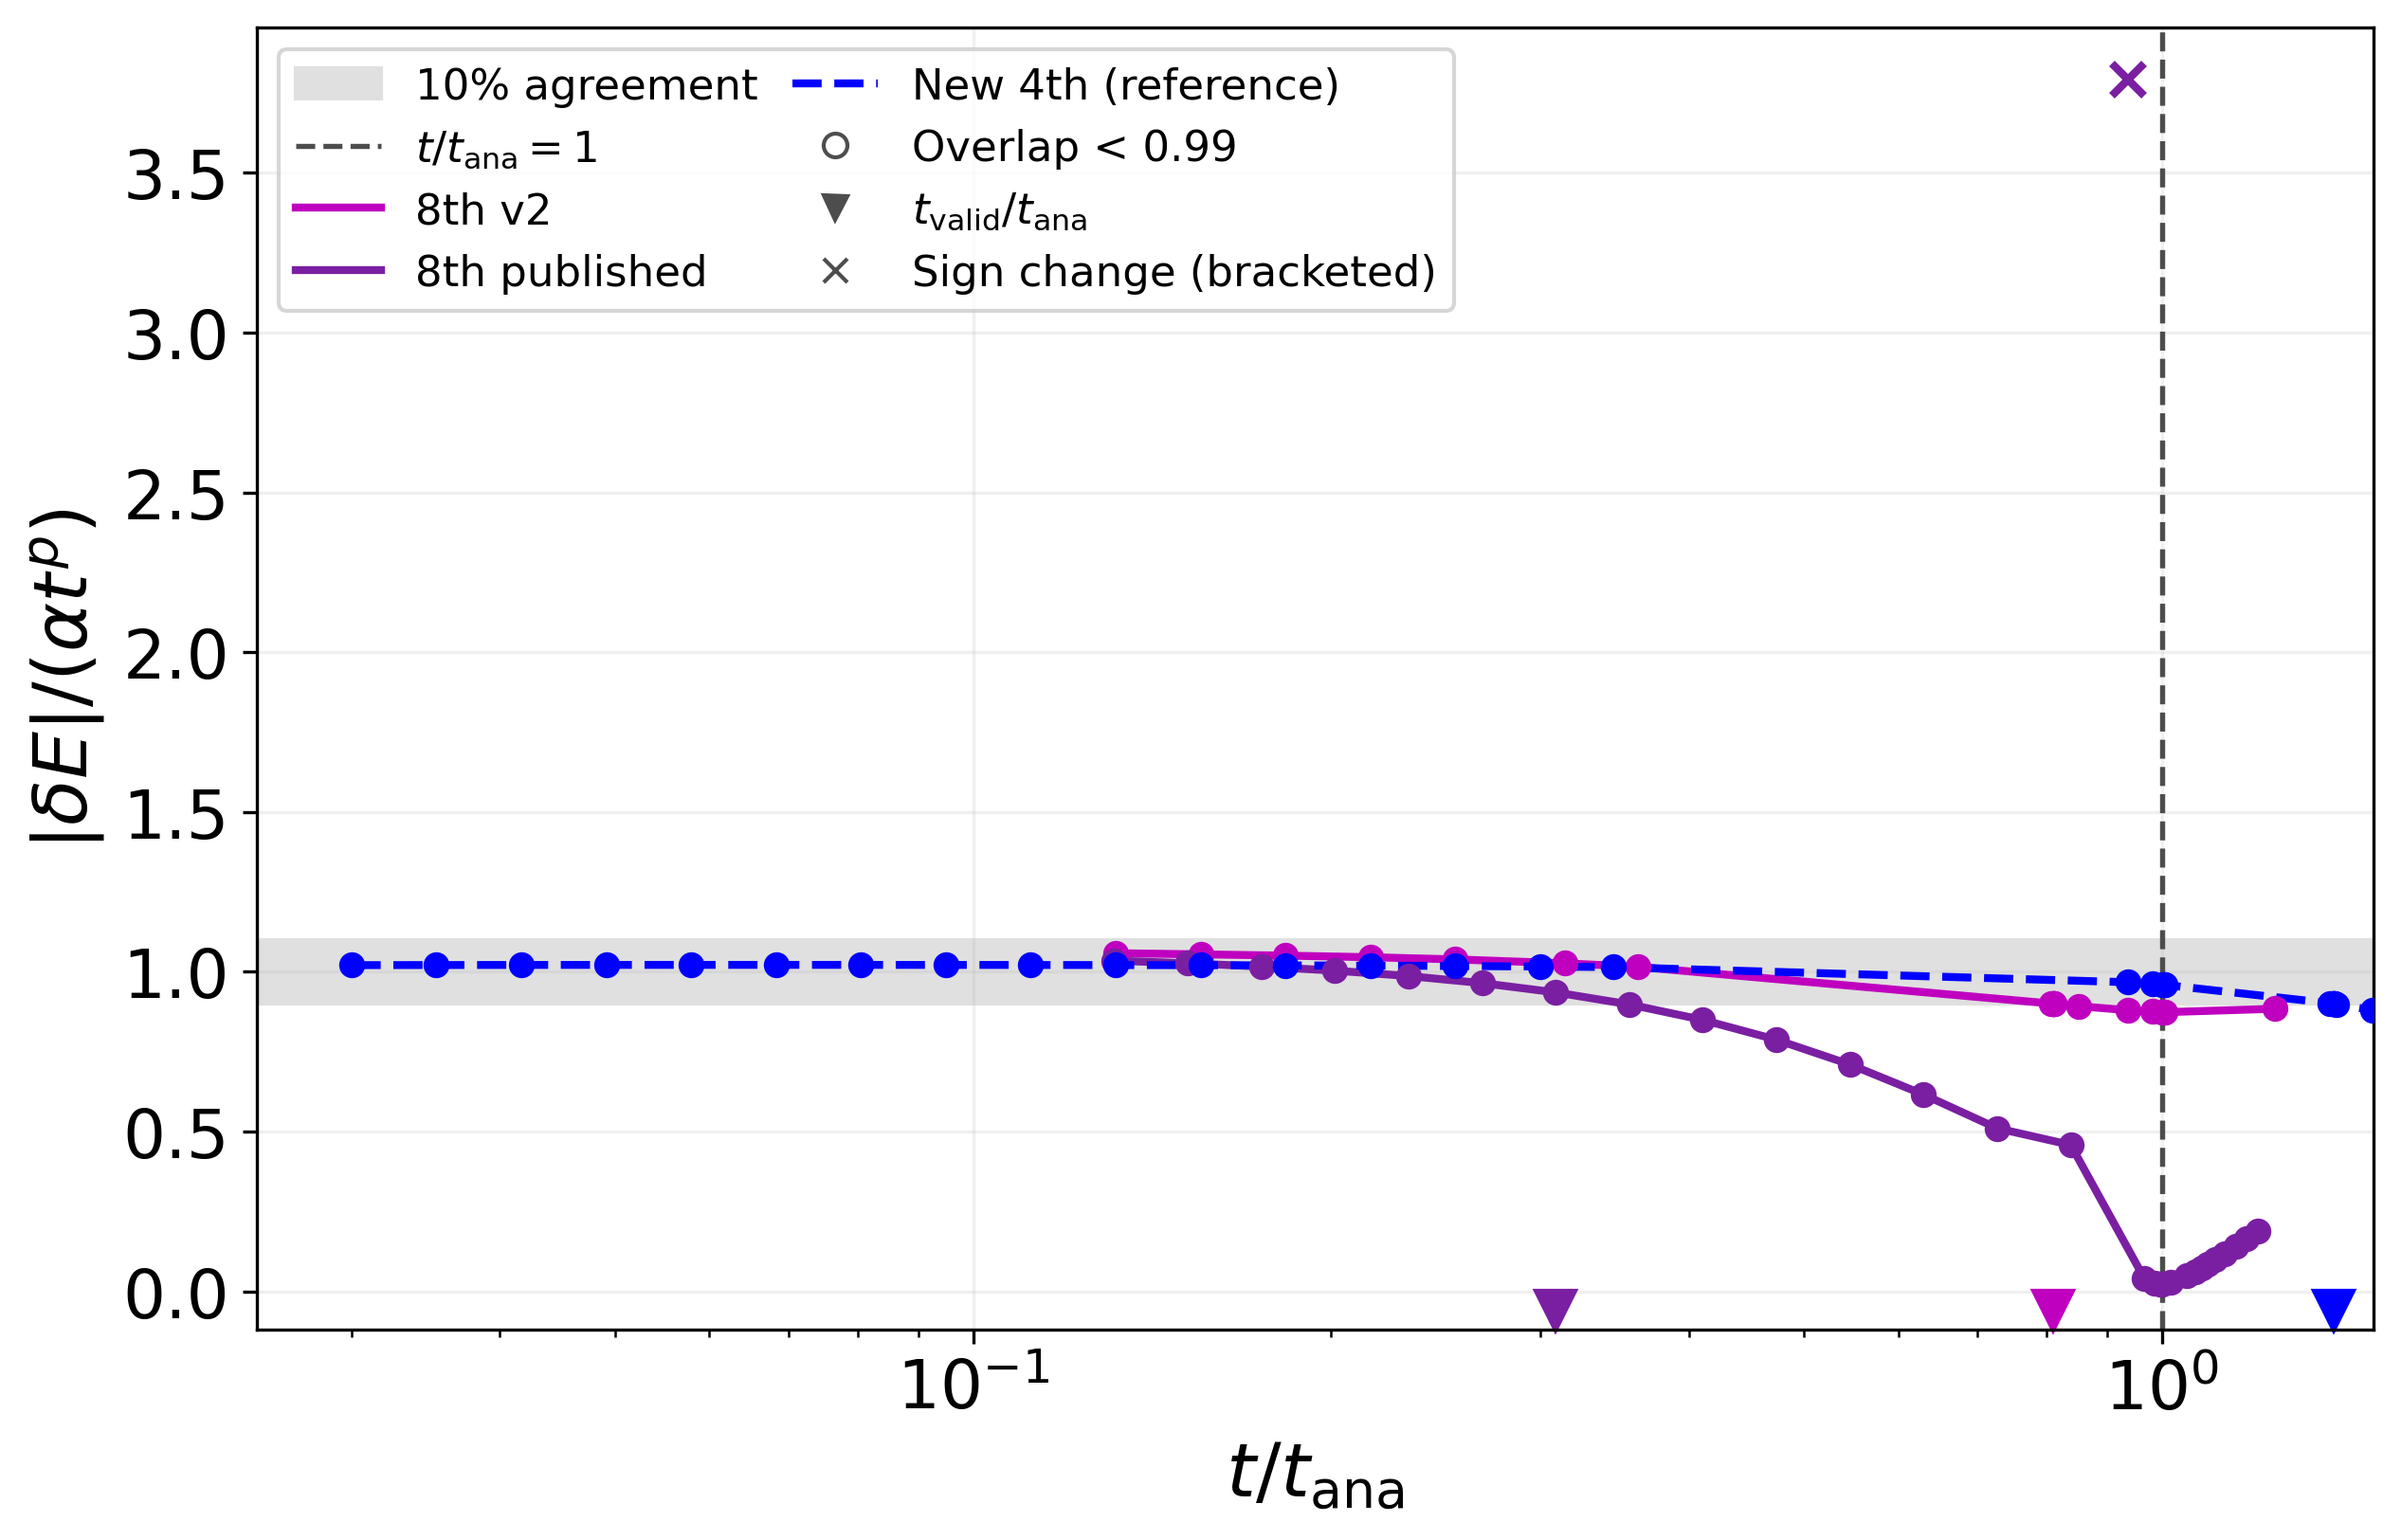 10% agreement
t/t_ana = 1
8th v2
8th published
New 4th (reference)
Overlap < 0.99
t_valid/t_ana
Sign change (bracketed)
3.5
3.0
2.5
2.0
1.5
1.0
0.5
0.0
|δE|/(αt^p)
10^−1
10^0
t/t_ana